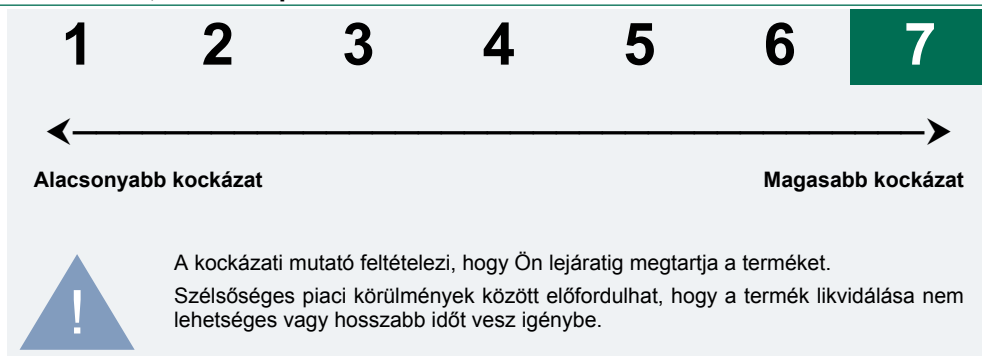 1 2 3 4 5 6 7
Alacsonyabb kockázat Magasabb kockázat
A kockázati mutató feltételezi, hogy Ön lejáratig megtartja a terméket.
Szélsőséges piaci körülmények között előfordulhat, hogy a termék likvidálása nem
lehetséges vagy hosszabb időt vesz igénybe.
!